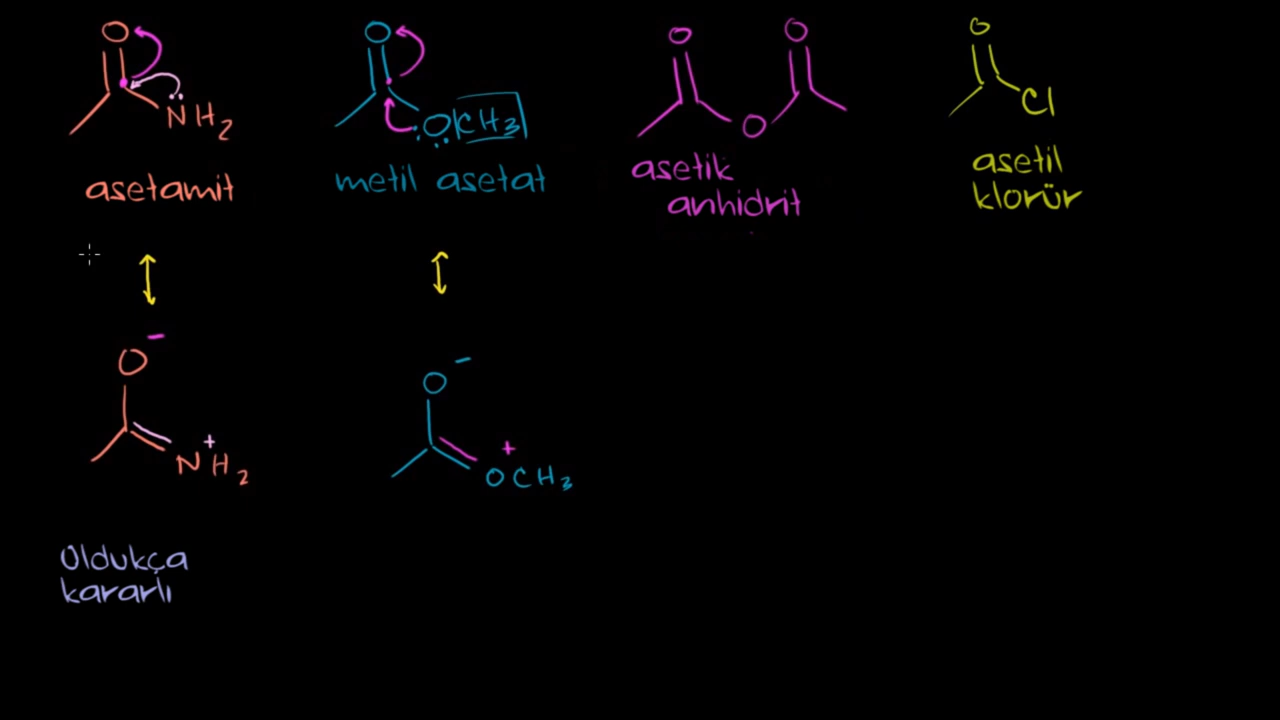 O O O O O
NH2 OCH3 O Cl
asetamit metil asetat asetik anhidrit asetil klorür
O− O−
NH2+ OCH3+
Oldukça
kararlı